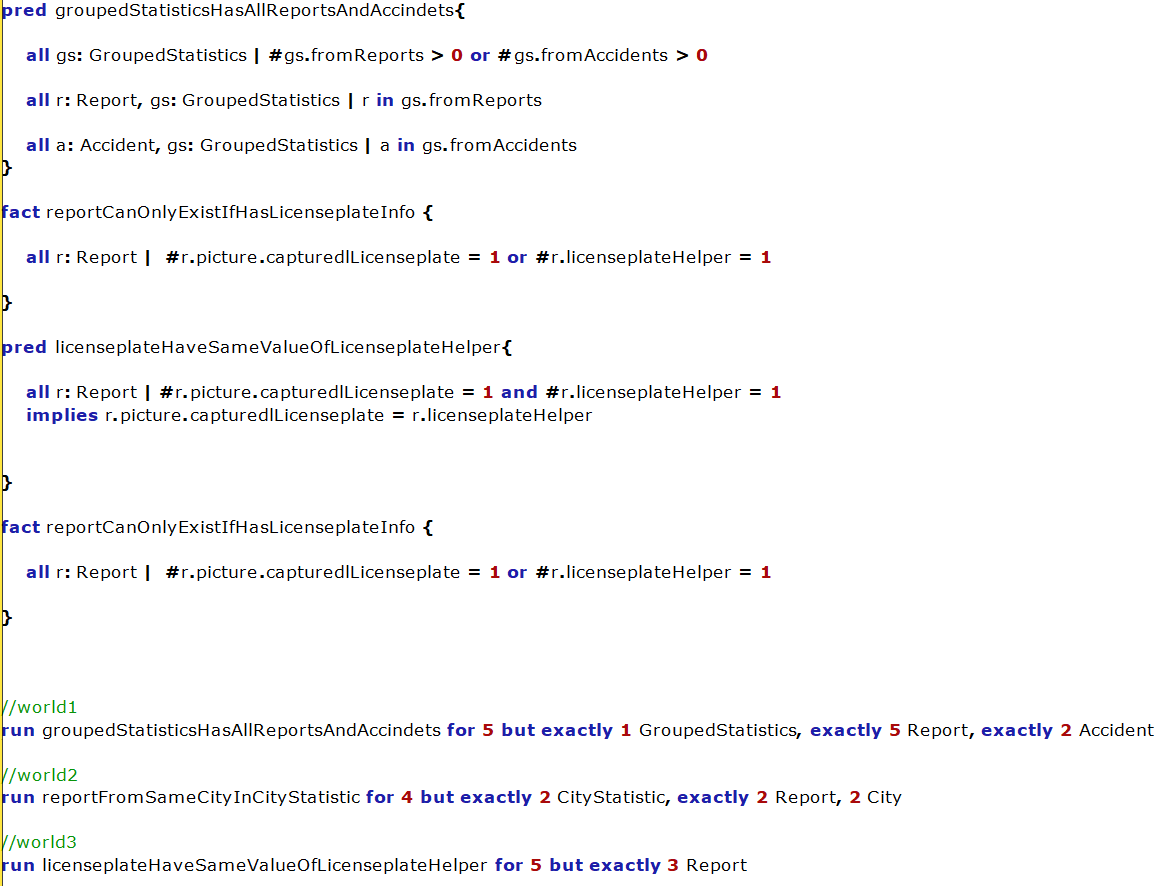 pred groupedStatisticsHasAllReportsAndAccindets{
all gs: GroupedStatistics | #gs.fromReports > 0 or #gs.fromAccidents > 0
all r: Report, gs: GroupedStatistics | r in gs.fromReports
all a: Accident, gs: GroupedStatistics | a in gs.fromAccidents
}
fact reportCanOnlyExistIfHasLicenseplateInfo {
all r: Report | #r.picture.capturedlLicenseplate = 1 or #r.licenseplateHelper = 1
}
pred licenseplateHaveSameValueOfLicenseplateHelper{
all r: Report | #r.picture.capturedlLicenseplate = 1 and #r.licenseplateHelper = 1
implies r.picture.capturedlLicenseplate = r.licenseplateHelper
}
fact reportCanOnlyExistIfHasLicenseplateInfo {
all r: Report | #r.picture.capturedlLicenseplate = 1 or #r.licenseplateHelper = 1
}
//world1
run groupedStatisticsHasAllReportsAndAccindets for 5 but exactly 1 GroupedStatistics, exactly 5 Report, exactly 2 Accident
//world2
run reportFromSameCityInCityStatistic for 4 but exactly 2 CityStatistic, exactly 2 Report, 2 City
//world3
run licenseplateHaveSameValueOfLicenseplateHelper for 5 but exactly 3 Report